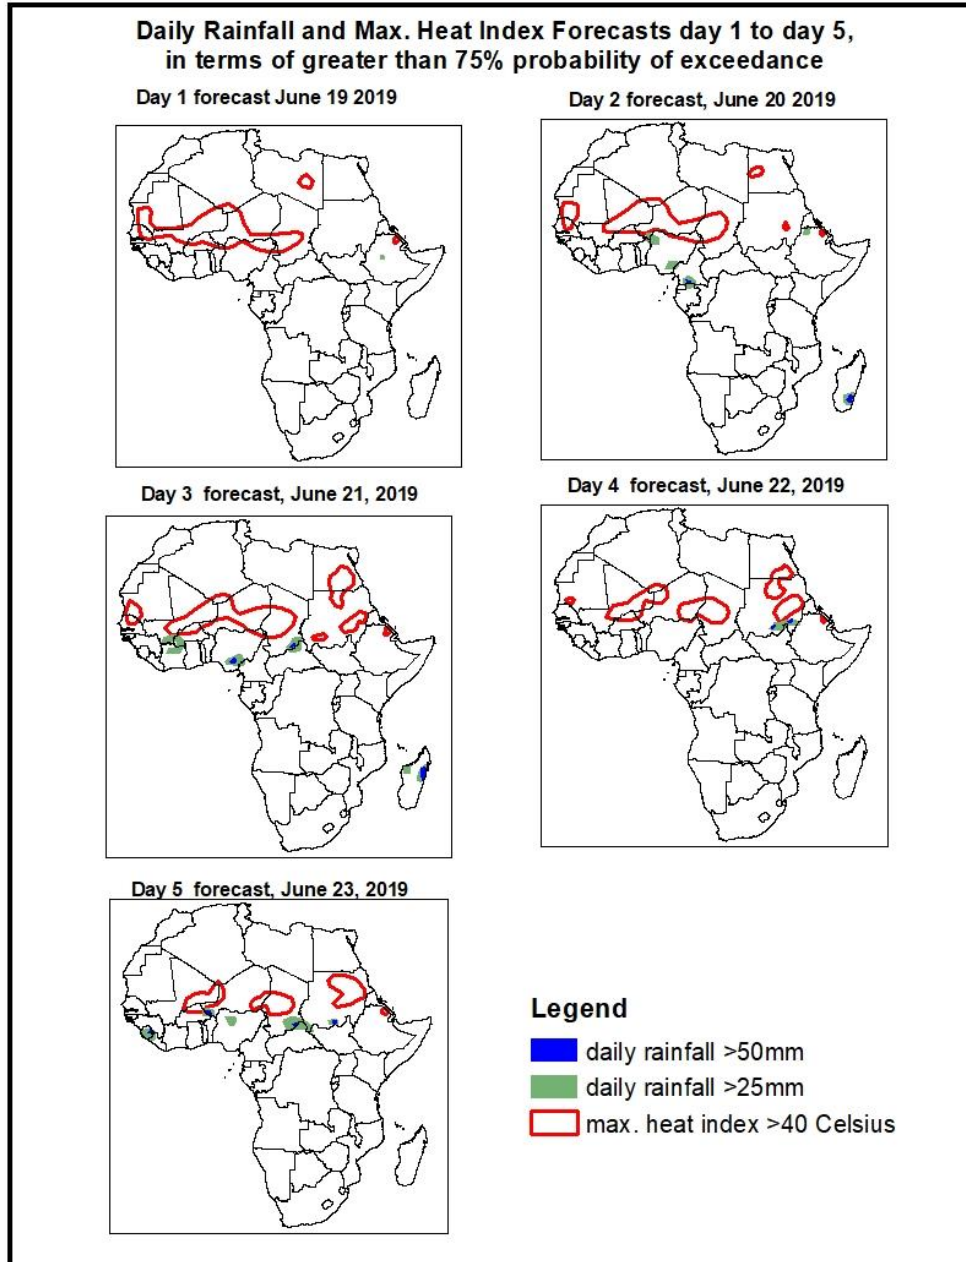 Daily Rainfall and Max. Heat Index Forecasts day 1 to day 5,
in terms of greater than 75% probability of exceedance
Day 1 forecast June 19 2019
Day 2 forecast, June 20 2019
Day 3 forecast, June 21, 2019
Day 4 forecast, June 22, 2019
Day 5 forecast, June 23, 2019
Legend
daily rainfall >50mm
daily rainfall >25mm
max. heat index >40 Celsius